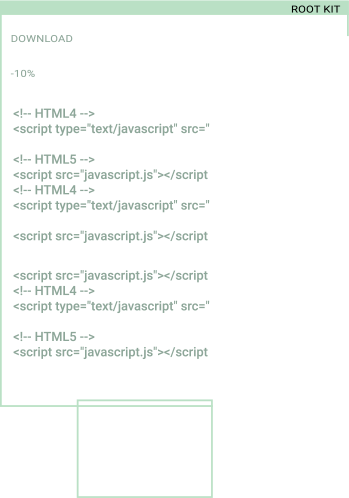 ROOT KIT
DOWNLOAD
-10%
<!-- HTML4 -->
<script type="text/javascript" src="
<!-- HTML5 -->
<script src="javascript.js"></script
<!-- HTML4 -->
<script type="text/javascript" src="
<script src="javascript.js"></script
<script src="javascript.js"></script
<!-- HTML4 -->
<script type="text/javascript" src="
<!-- HTML5 -->
<script src="javascript.js"></script